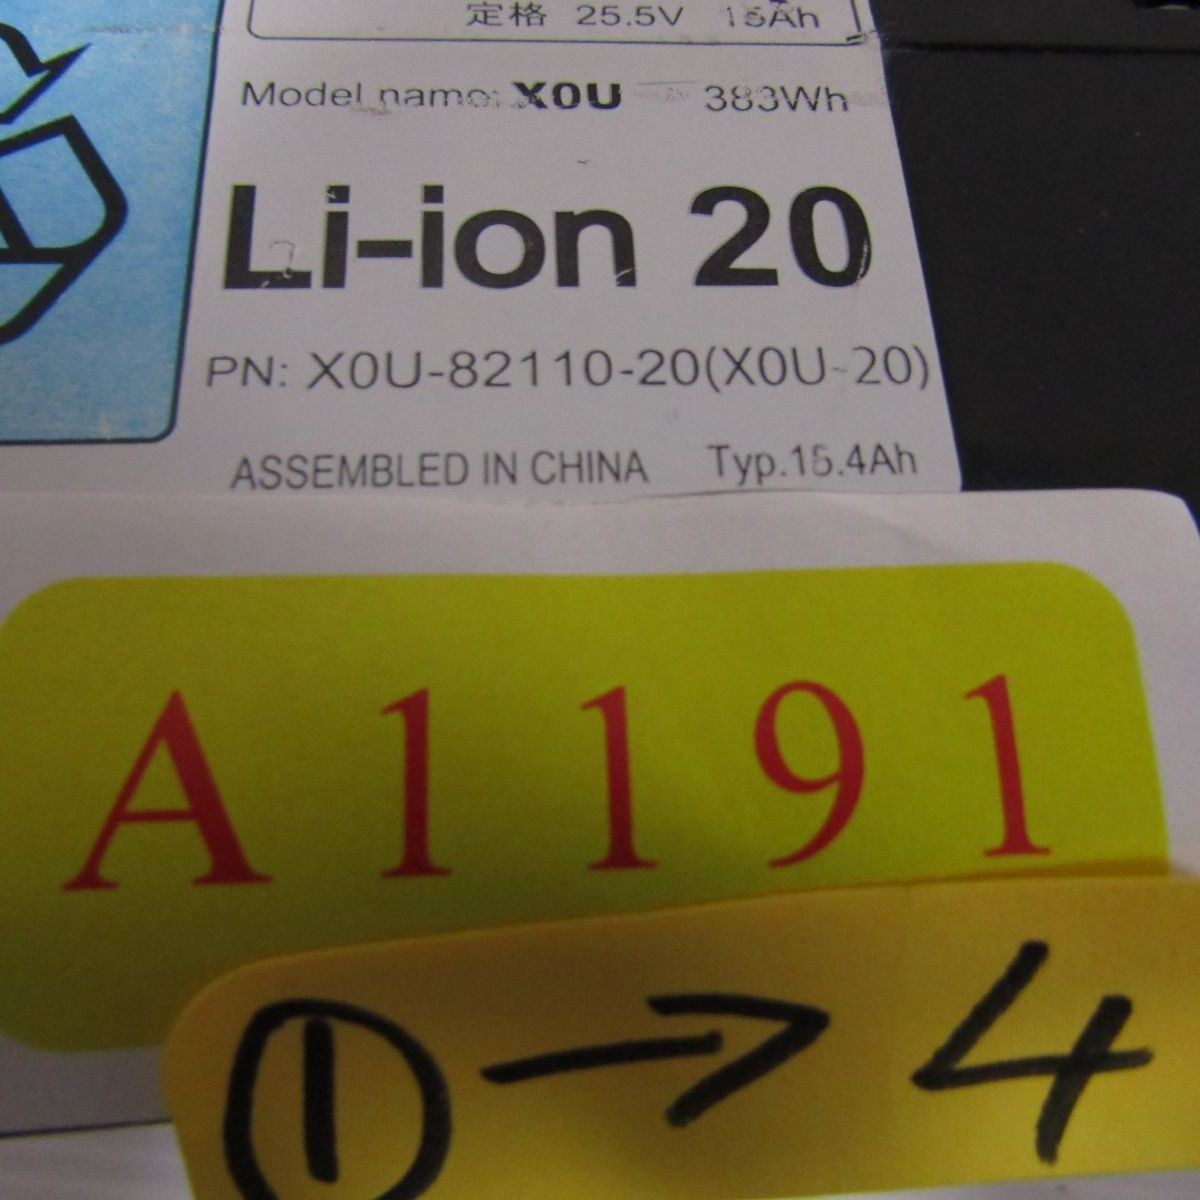 定格 25.5V 15Ah
Model name: X0U 383Wh
Li-ion 20
PN: X0U-82110-20(X0U-20)
ASSEMBLED IN CHINA Typ.15.4Ah
A1191
① → 4